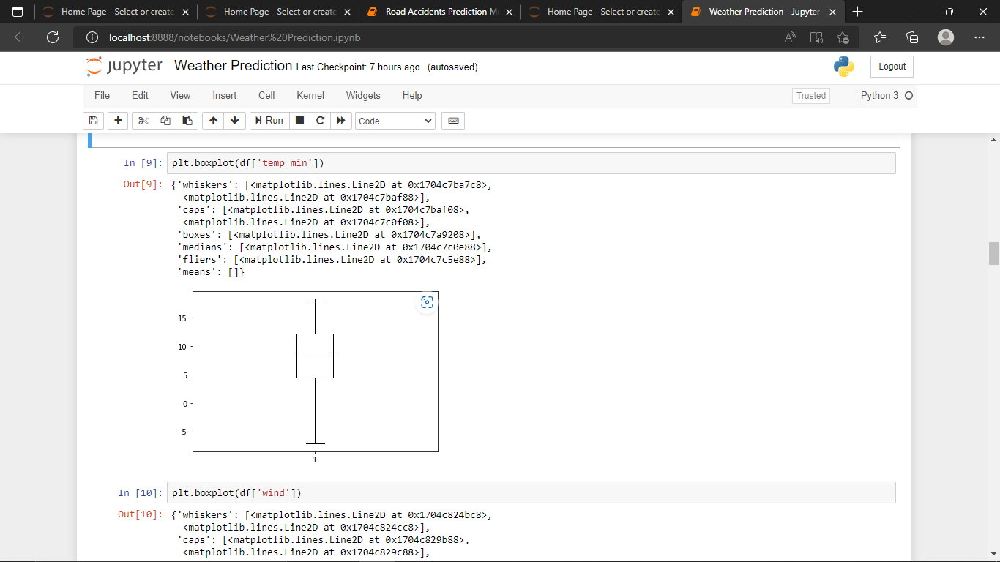 Home Page - Select or create
Home Page - Select or create
Road Accidents Prediction M
Home Page - Select or create
Weather Prediction - Jupyter
localhost:8888/notebooks/Weather%20Prediction.ipynb
jupyter Weather Prediction Last Checkpoint: 7 hours ago (autosaved)
Logout
File Edit View Insert Cell Kernel Widgets Help
Trusted
Python 3
Run
Code
In [9]: plt.boxplot(df['temp_min'])
Out[9]: {'whiskers': [<matplotlib.lines.Line2D at 0x1704c7ba7c8>,
<matplotlib.lines.Line2D at 0x1704c7baf88>],
'caps': [<matplotlib.lines.Line2D at 0x1704c7baf08>,
<matplotlib.lines.Line2D at 0x1704c7c0f08>],
'boxes': [<matplotlib.lines.Line2D at 0x1704c7a9208>],
'medians': [<matplotlib.lines.Line2D at 0x1704c7c0e88>],
'fliers': [<matplotlib.lines.Line2D at 0x1704c7c5e88>],
'means': []}
15
10
5
0
−5
1
In [10]: plt.boxplot(df['wind'])
Out[10]: {'whiskers': [<matplotlib.lines.Line2D at 0x1704c824bc8>,
<matplotlib.lines.Line2D at 0x1704c824cc8>],
'caps': [<matplotlib.lines.Line2D at 0x1704c829b88>,
<matplotlib.lines.Line2D at 0x1704c829c88>],